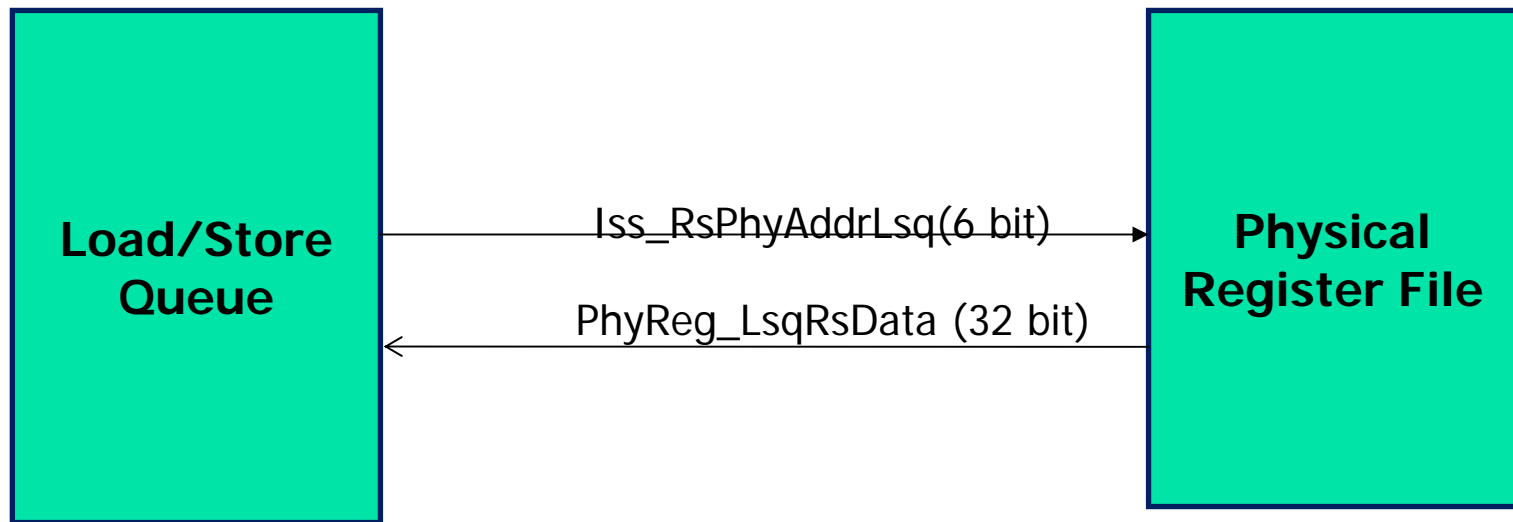 Load/Store
Queue
Iss_RsPhyAddrLsq(6 bit)
PhyReg_LsqRsData (32 bit)
Physical
Register File